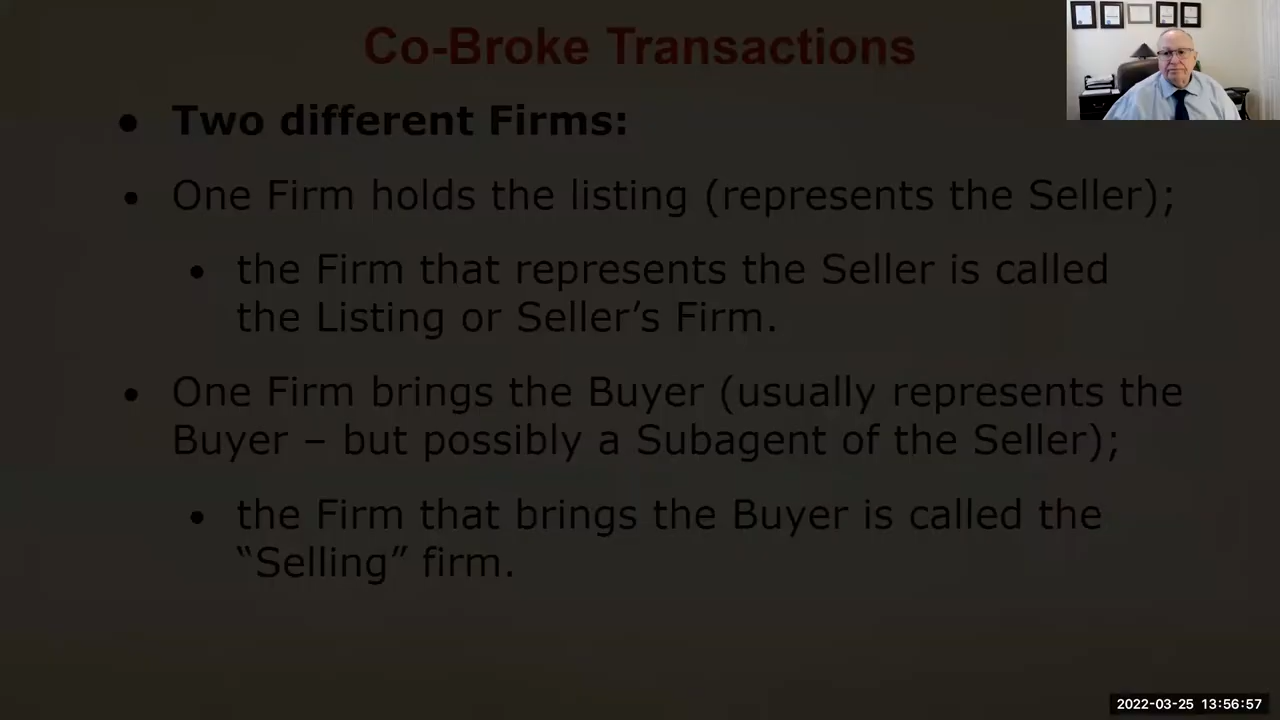 Co-Broke Transactions
• Two different Firms:
• One Firm holds the listing (represents the Seller);
• the Firm that represents the Seller is called
the Listing or Seller’s Firm.
• One Firm brings the Buyer (usually represents the
Buyer – but possibly a Subagent of the Seller);
• the Firm that brings the Buyer is called the
“Selling” firm.
2022-03-25 13:56:57